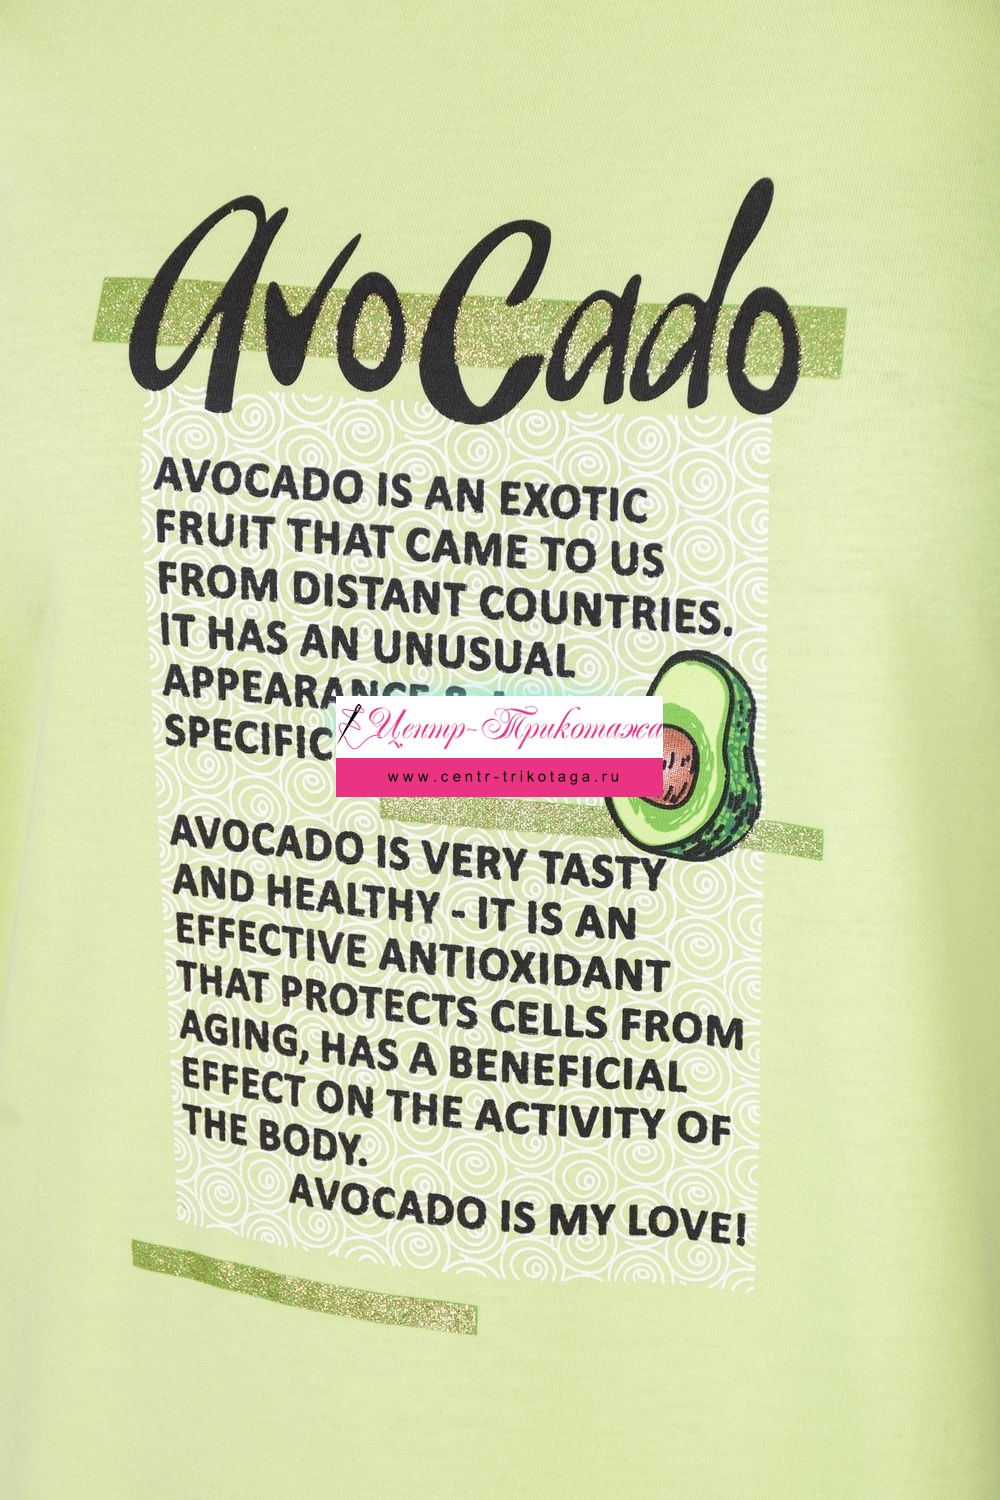 avoCado
AVOCADO IS AN EXOTIC
FRUIT THAT CAME TO US
FROM DISTANT COUNTRIES.
IT HAS AN UNUSUAL
APPEARANCE &
SPECIFIC
Центр-Трикотажа
www.centr-trikotaga.ru
AVOCADO IS VERY TASTY
AND HEALTHY - IT IS AN
EFFECTIVE ANTIOXIDANT
THAT PROTECTS CELLS FROM
AGING, HAS A BENEFICIAL
EFFECT ON THE ACTIVITY OF
THE BODY.
AVOCADO IS MY LOVE!